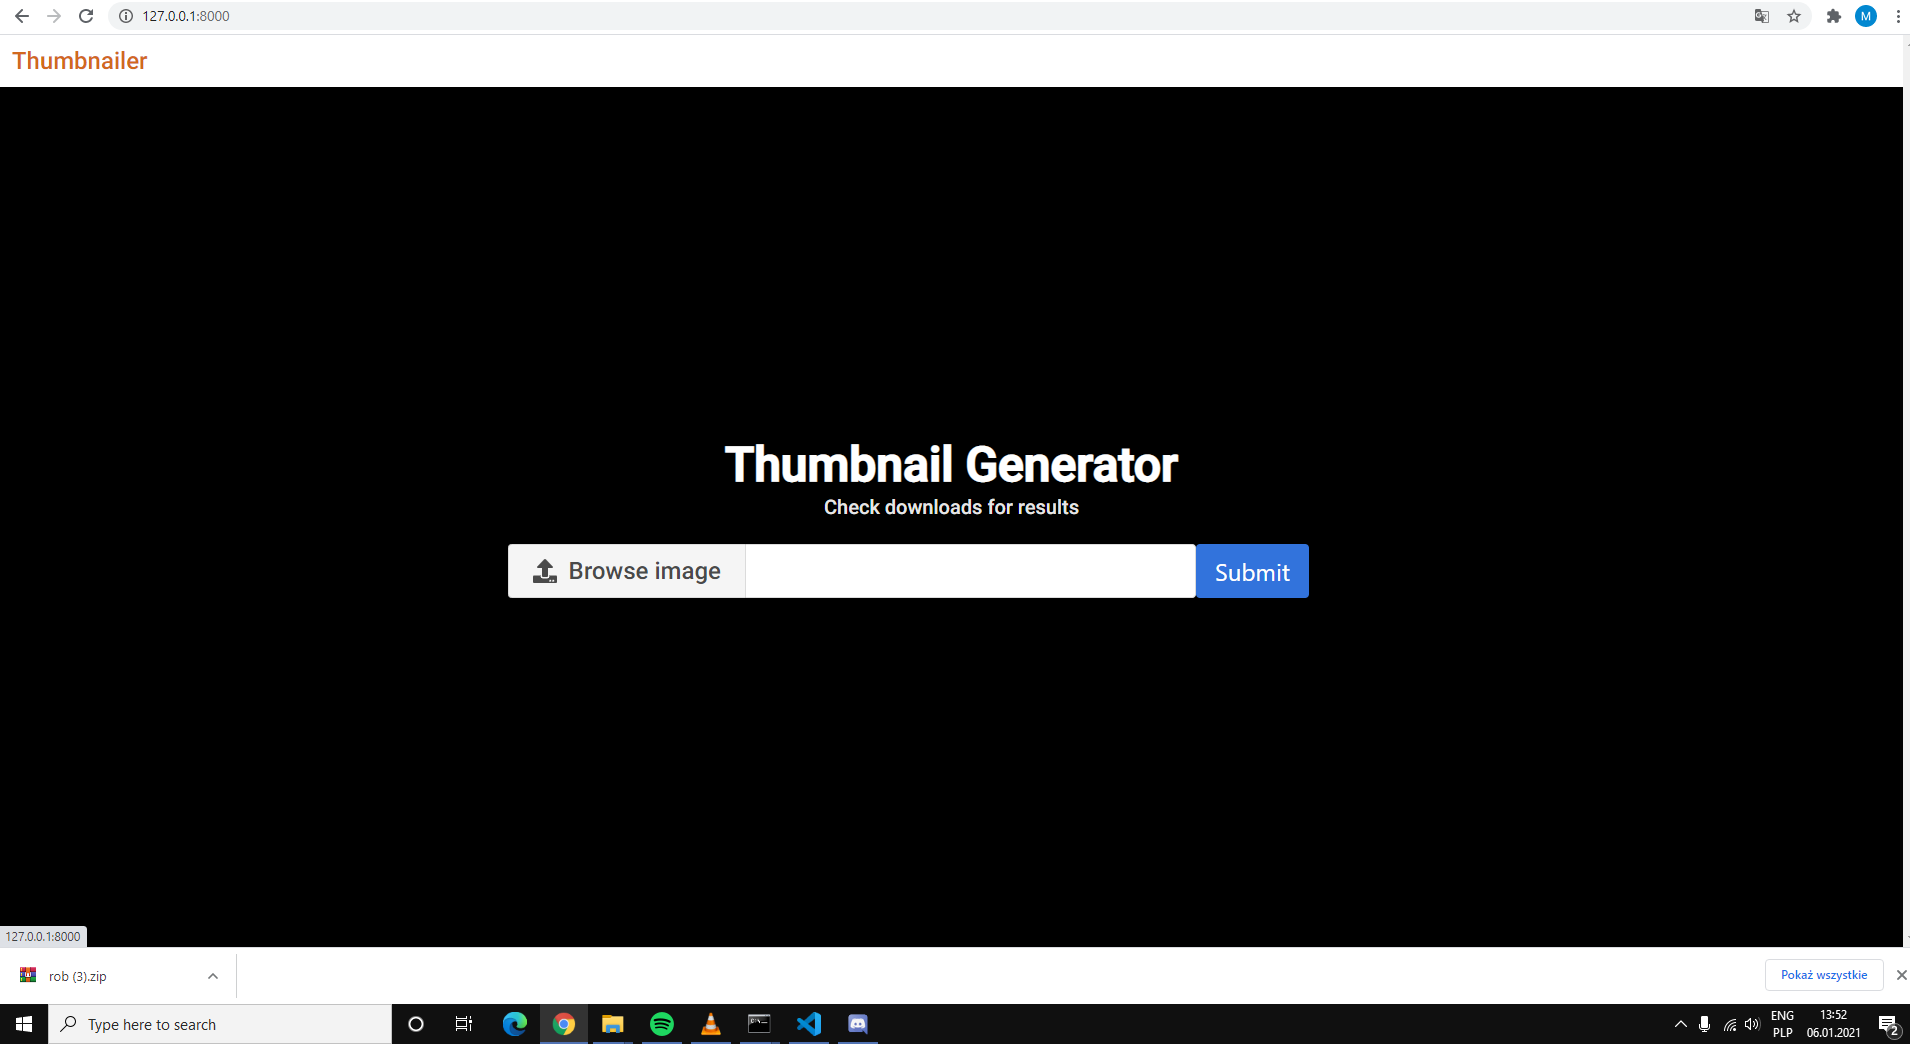 127.0.0.1:8000
M
Thumbnailer
Thumbnail Generator
Check downloads for results
Browse image
Submit
127.0.0.1:8000
rob (3).zip
Pokaż wszystkie
Type here to search
ENG
PLP
13:52
06.01.2021
2